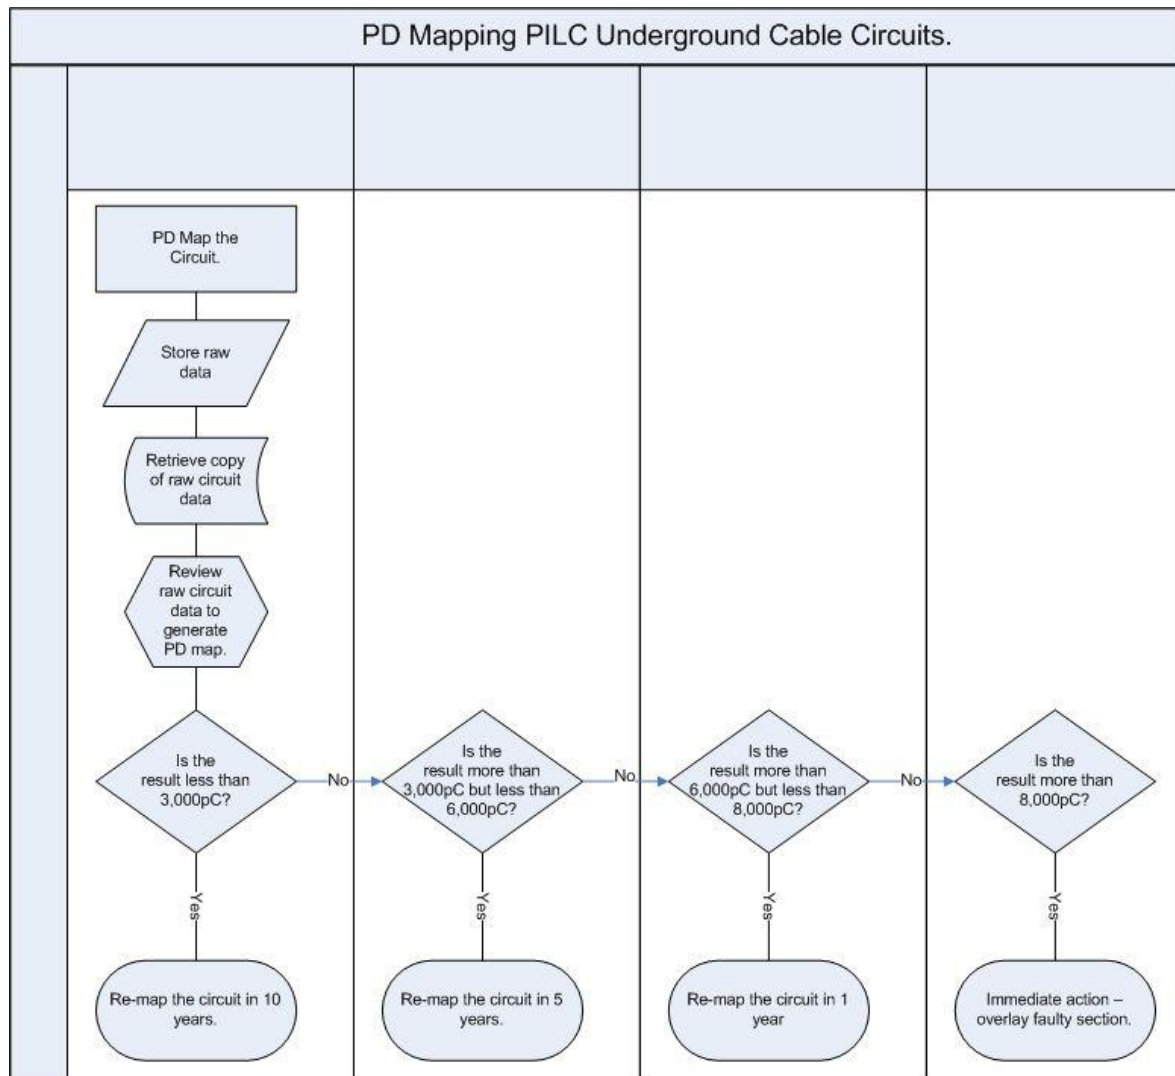 PD Mapping PILC Underground Cable Circuits.
PD Map the
Circuit.
Store raw
data
Retrieve copy
of raw circuit
data
Review
raw circuit
data to
generate
PD map.
Is the
result less than
3,000pC?
No
Is the
result more than
3,000pC but less than
6,000pC?
No
Is the
result more than
6,000pC but less than
8,000pC?
No
Is the
result more than
8,000pC?
Yes
Yes
Yes
Yes
Re-map the circuit in 10
years.
Re-map the circuit in 5
years.
Re-map the circuit in 1
year
Immediate action –
overlay faulty section.